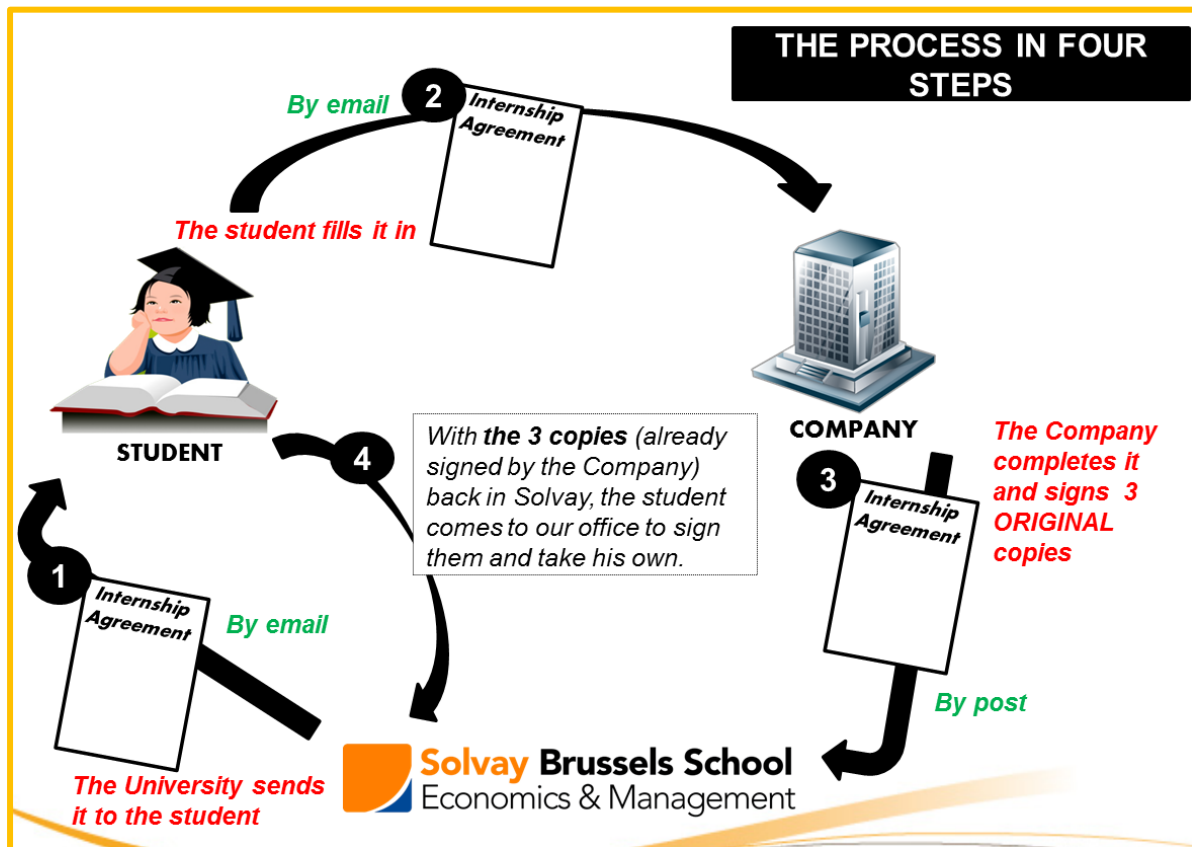 THE PROCESS IN FOUR
STEPS
By email
2
Internship
Agreement
The student fills it in
STUDENT
COMPANY
The Company
completes it
and signs 3
ORIGINAL
copies
3
Internship
Agreement
By post
4
With the 3 copies (already
signed by the Company)
back in Solvay, the student
comes to our office to sign
them and take his own.
1
Internship
Agreement
By email
The University sends
it to the student
Solvay Brussels School
Economics & Management